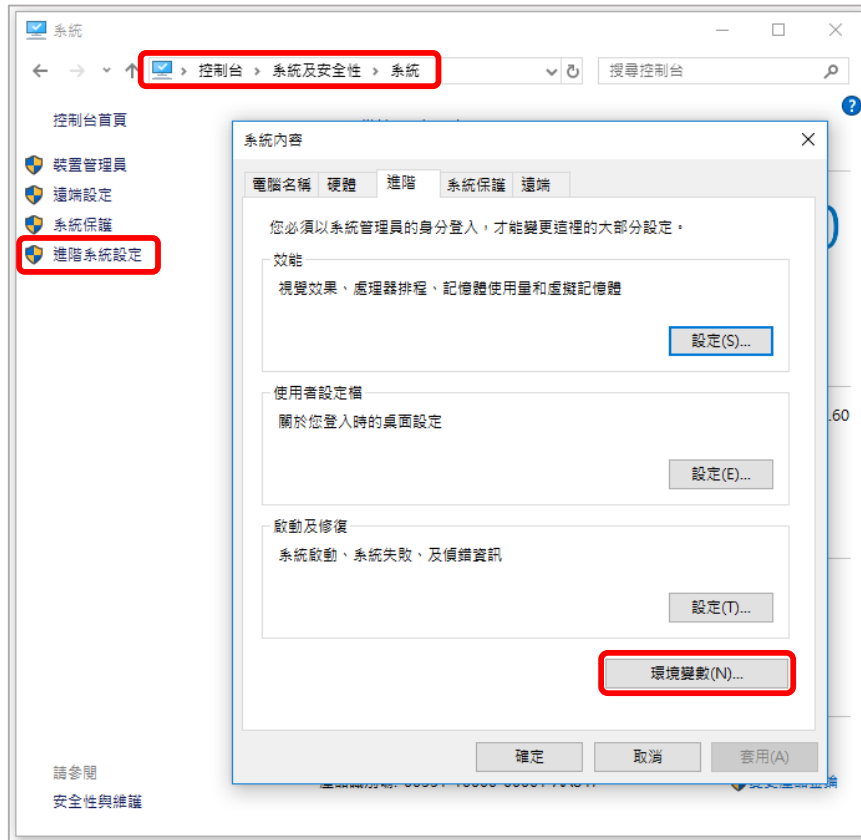 系統
控制台 › 系統及安全性 › 系統
搜尋控制台
控制台首頁
裝置管理員
遠端設定
系統保護
進階系統設定
系統內容
電腦名稱 硬體 進階 系統保護 遠端
您必須以系統管理員的身分登入，才能變更這裡的大部分設定。
效能
視覺效果、處理器排程、記憶體使用量和虛擬記憶體
設定(S)...
使用者設定檔
關於您登入時的桌面設定
設定(E)...
啟動及修復
系統啟動、系統失敗、及偵錯資訊
設定(T)...
環境變數(N)...
確定 取消 套用(A)
.60
請參閱
安全性與維護